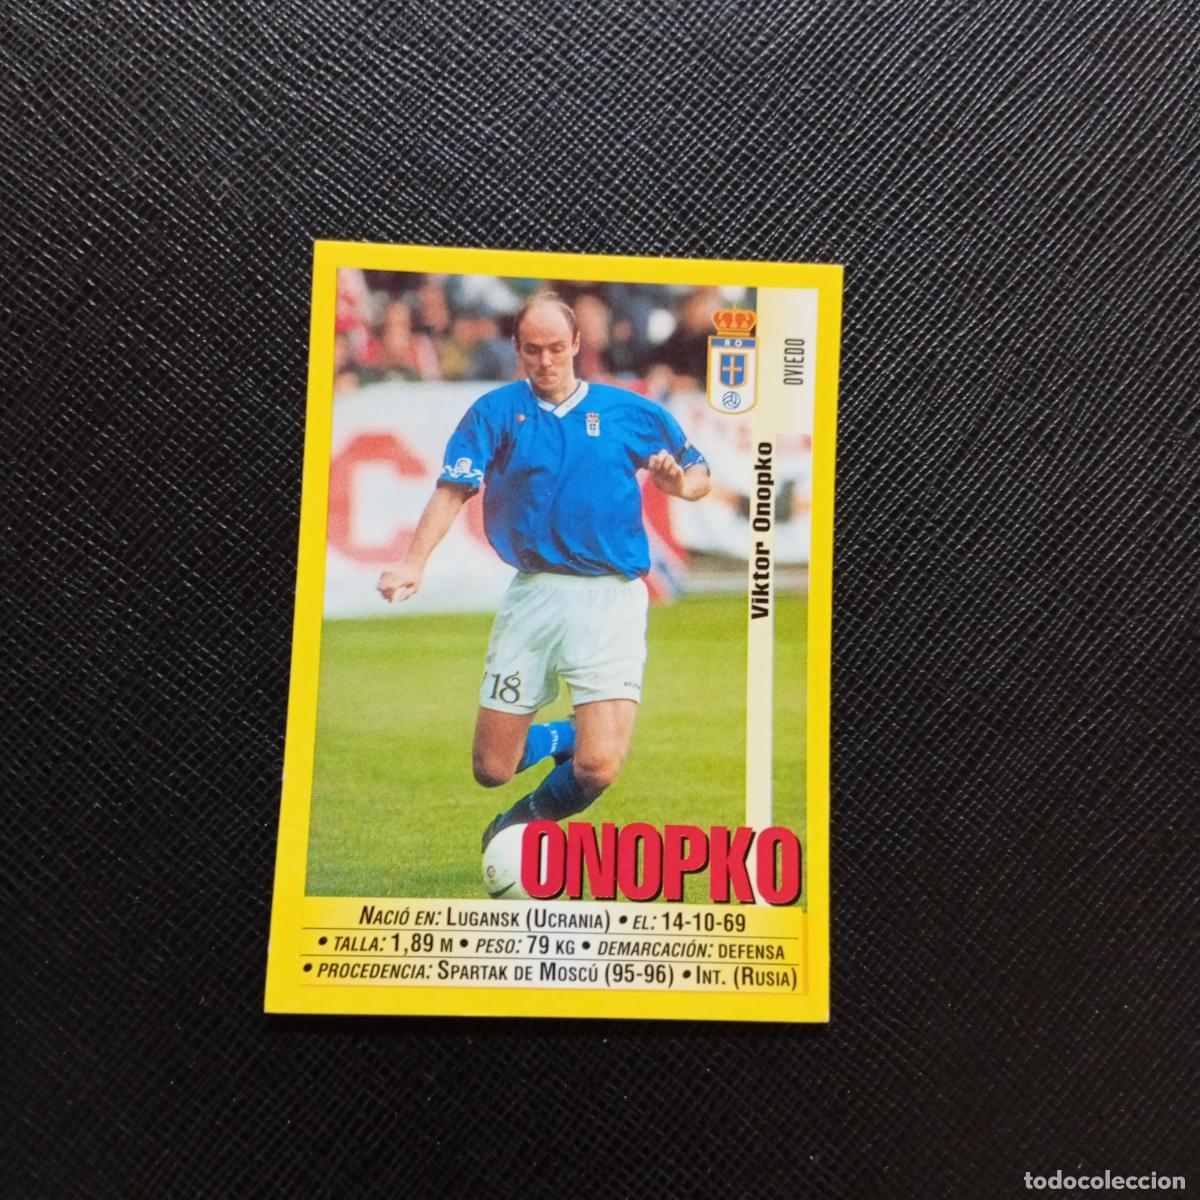 RO
OVIEDO
Viktor Onopko
18
ONOPKO
NACIÓ EN: LUGANSK (UCRANIA) • EL: 14-10-69
• TALLA: 1,89 M • PESO: 79 KG • DEMARCACIÓN: DEFENSA
• PROCEDENCIA: SPARTAK DE MOSCÚ (95-96) • INT. (RUSIA)
todocoleccion